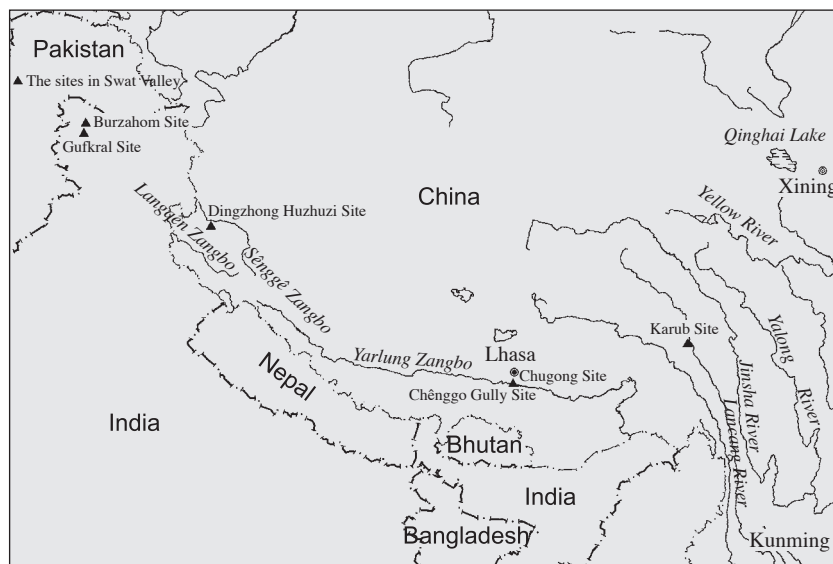 Pakistan
The sites in Swat Valley
Burzahom Site
Gufkral Site
Qinghai Lake
Xining
China
Dingzhong Huzhuzi Site
Langqên Zangbo
Sênggê Zangbo
Yellow River
Karub Site
Yalong River
Jinsha River
Lancang River
Lhasa
Yarlung Zangbo
Chugong Site
Chênggo Gully Site
Nepal
India
Bhutan
India
Bangladesh
Kunming